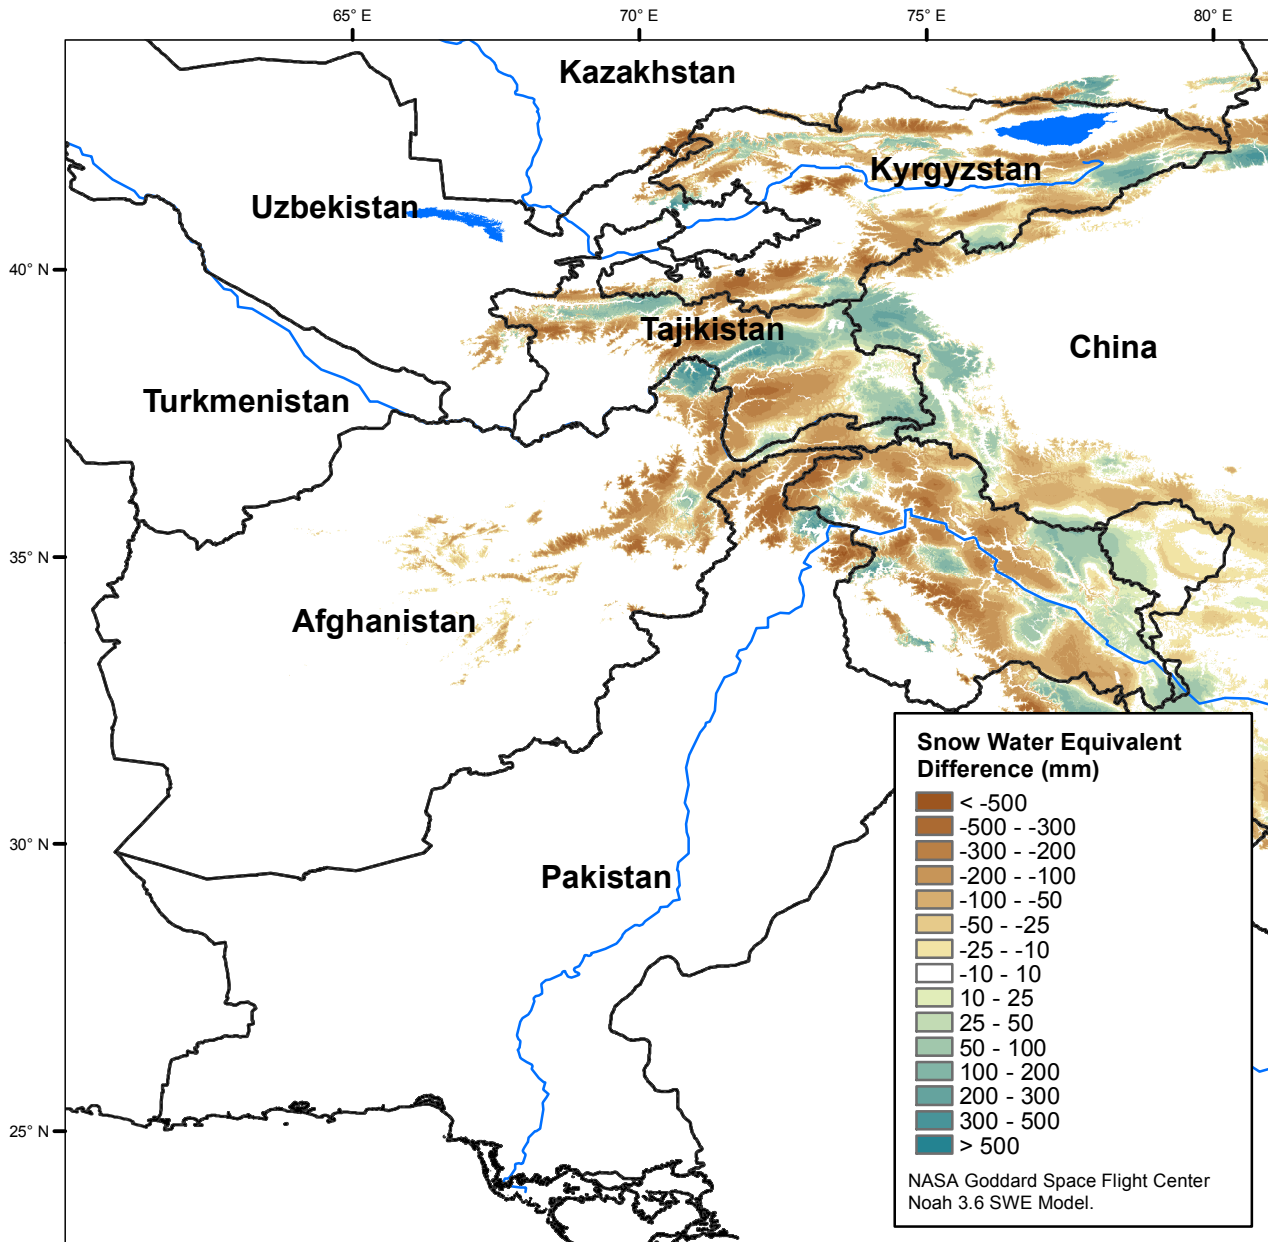 65° E
70° E
75° E
80° E
Kazakhstan
Kyrgyzstan
Uzbekistan
40° N
Tajikistan
China
Turkmenistan
35° N
Afghanistan
Snow Water Equivalent
Difference (mm)
< -500
-500 - -300
-300 - -200
-200 - -100
-100 - -50
-50 - -25
-25 - -10
-10 - 10
10 - 25
25 - 50
50 - 100
100 - 200
200 - 300
300 - 500
> 500
30° N
Pakistan
25° N
NASA Goddard Space Flight Center
Noah 3.6 SWE Model.